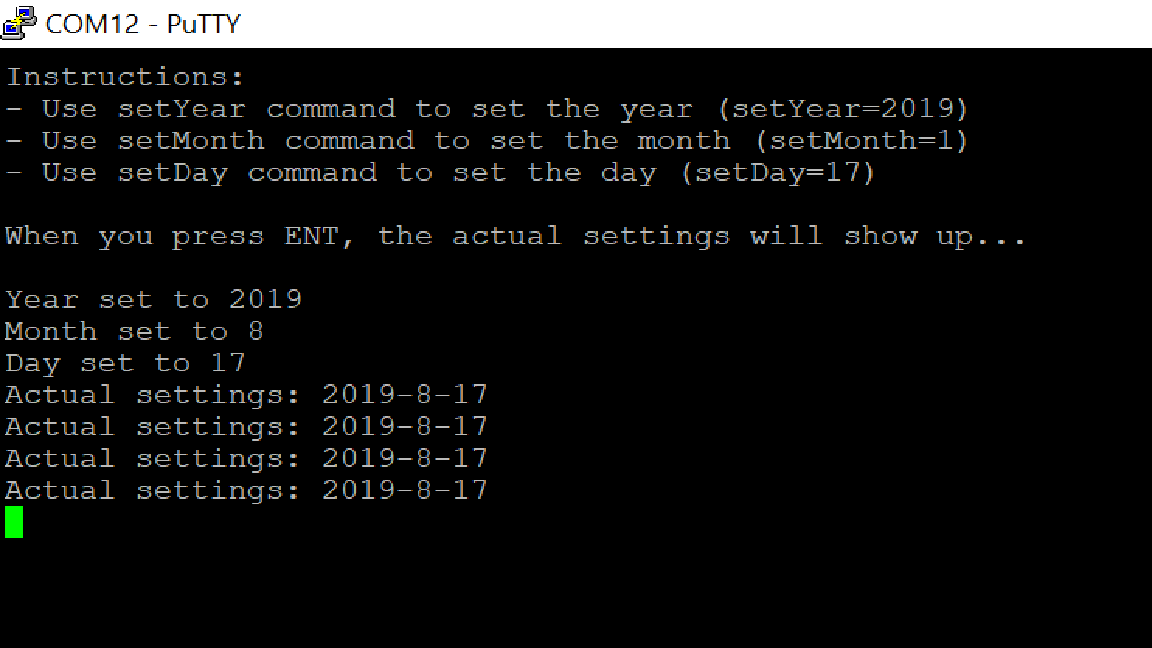 COM12 - PuTTY
Instructions:
- Use setYear command to set the year (setYear=2019)
- Use setMonth command to set the month (setMonth=1)
- Use setDay command to set the day (setDay=17)
When you press ENT, the actual settings will show up...
Year set to 2019
Month set to 8
Day set to 17
Actual settings: 2019-8-17
Actual settings: 2019-8-17
Actual settings: 2019-8-17
Actual settings: 2019-8-17